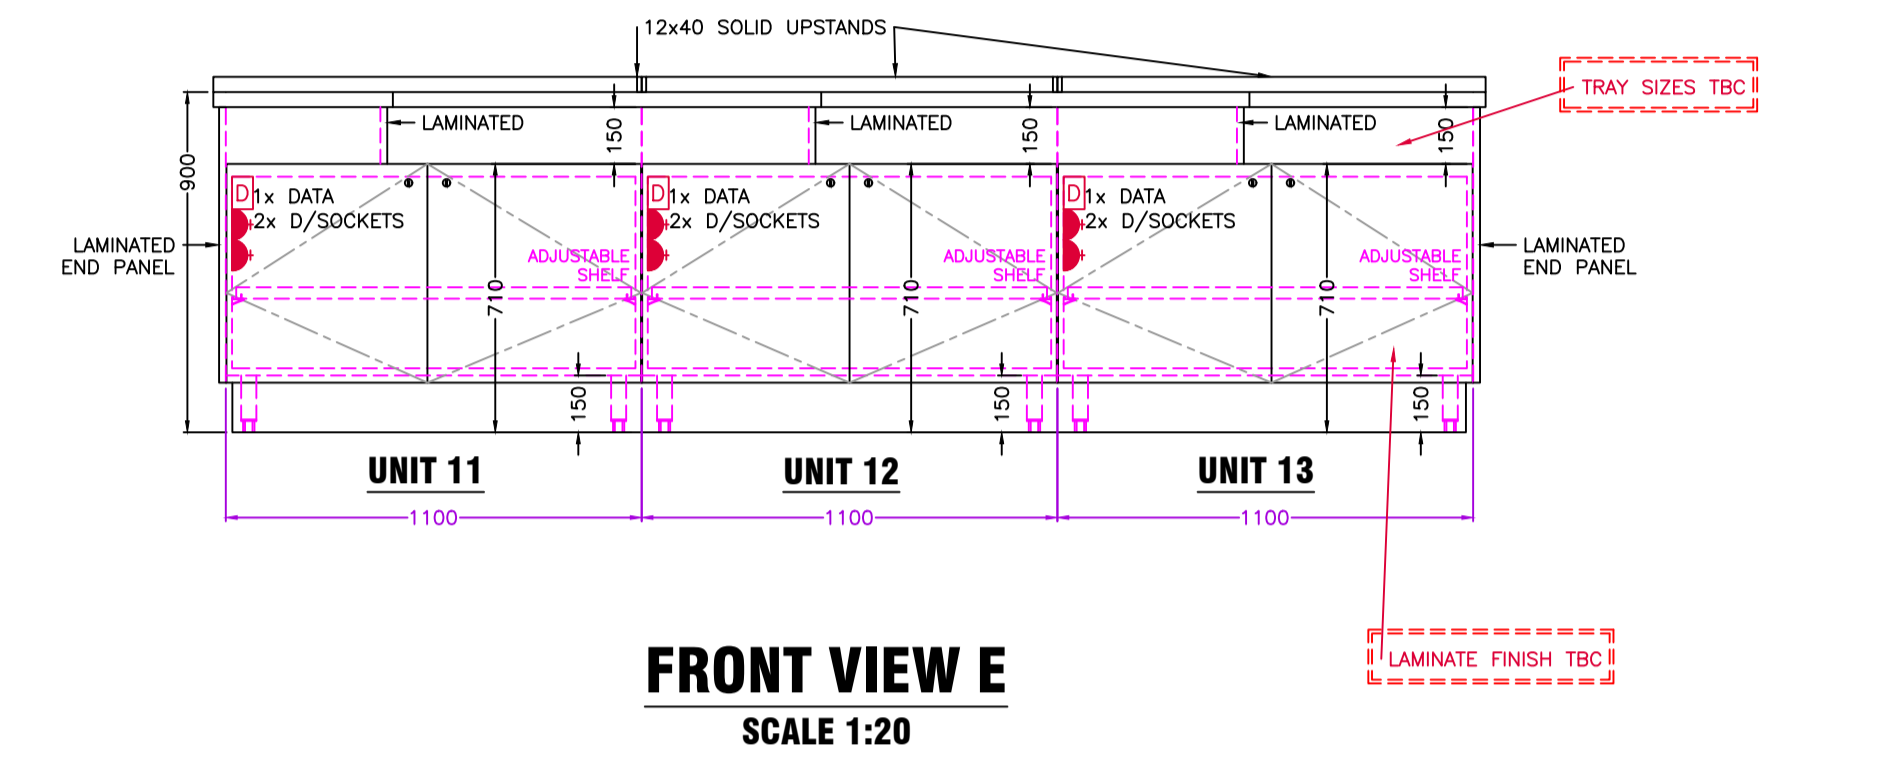 12x40 SOLID UPSTANDS
TRAY SIZES TBC
LAMINATED
LAMINATED
LAMINATED
150
150
150
900
D
1x DATA
2x D/SOCKETS
D
1x DATA
2x D/SOCKETS
D
1x DATA
2x D/SOCKETS
LAMINATED
END PANEL
ADJUSTABLE
SHELF
ADJUSTABLE
SHELF
ADJUSTABLE
SHELF
LAMINATED
END PANEL
710
710
710
150
150
150
UNIT 11
UNIT 12
UNIT 13
1100
1100
1100
LAMINATE FINISH TBC
FRONT VIEW E
SCALE 1:20